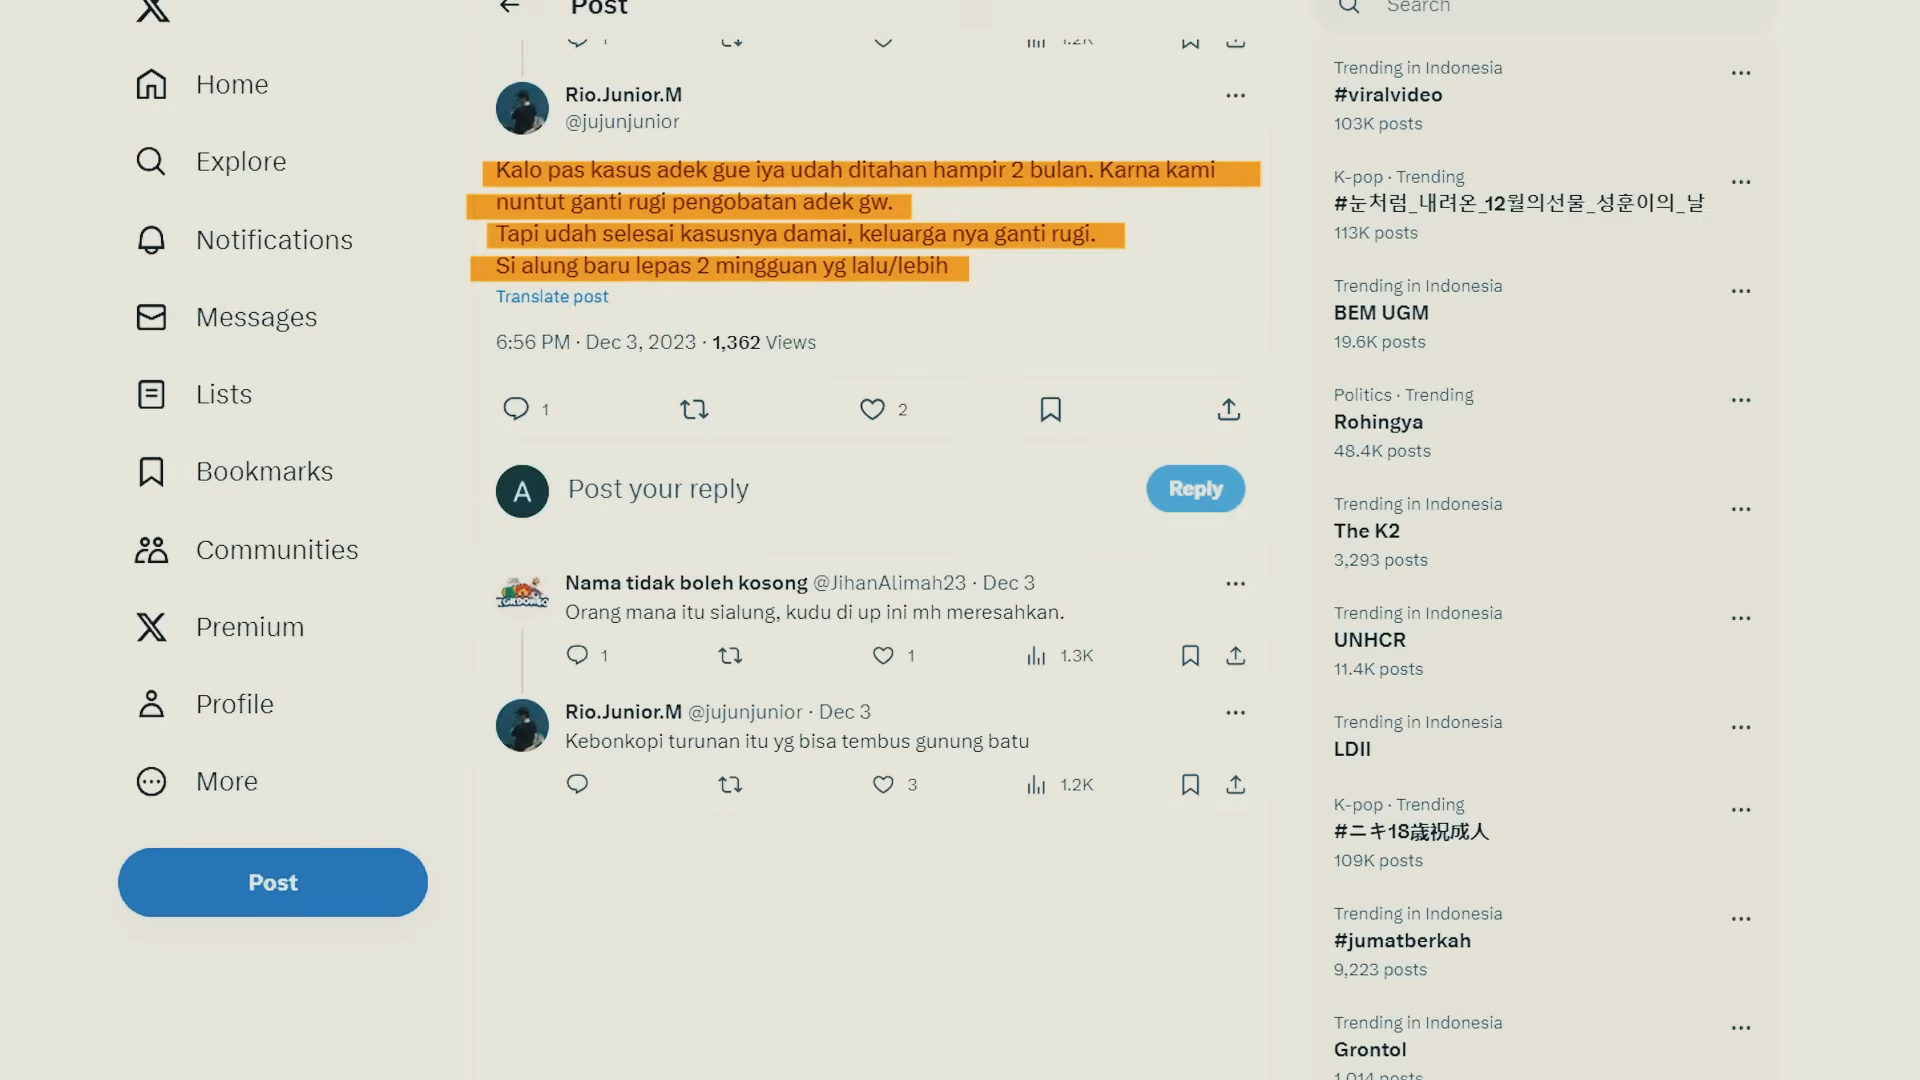 Home
Explore
Notifications
Messages
Lists
Bookmarks
Communities
Premium
Profile
More
Post
Post
1.2K
Rio.Junior.M
@jujunjunior
Kalo pas kasus adek gue iya udah ditahan hampir 2 bulan. Karna kami
nuntut ganti rugi pengobatan adek gw.
Tapi udah selesai kasusnya damai, keluarga nya ganti rugi.
Si alung baru lepas 2 mingguan yg lalu/lebih
Translate post
6:56 PM · Dec 3, 2023 · 1,362 Views
1 2
A Post your reply Reply
Nama tidak boleh kosong @JihanAlimah23 · Dec 3
Orang mana itu sialung, kudu di up ini mh meresahkan.
1 1 1.3K
Rio.Junior.M @jujunjunior · Dec 3
Kebonkopi turunan itu yg bisa tembus gunung batu
3 1.2K
Search
Trending in Indonesia
#viralvideo
103K posts
K-pop · Trending
#눈처럼_내려온_12월의선물_성훈이의_날
113K posts
Trending in Indonesia
BEM UGM
19.6K posts
Politics · Trending
Rohingya
48.4K posts
Trending in Indonesia
The K2
3,293 posts
Trending in Indonesia
UNHCR
11.4K posts
Trending in Indonesia
LDII
K-pop · Trending
#ニキ18歳祝成人
109K posts
Trending in Indonesia
#jumatberkah
9,223 posts
Trending in Indonesia
Grontol
1,014 posts